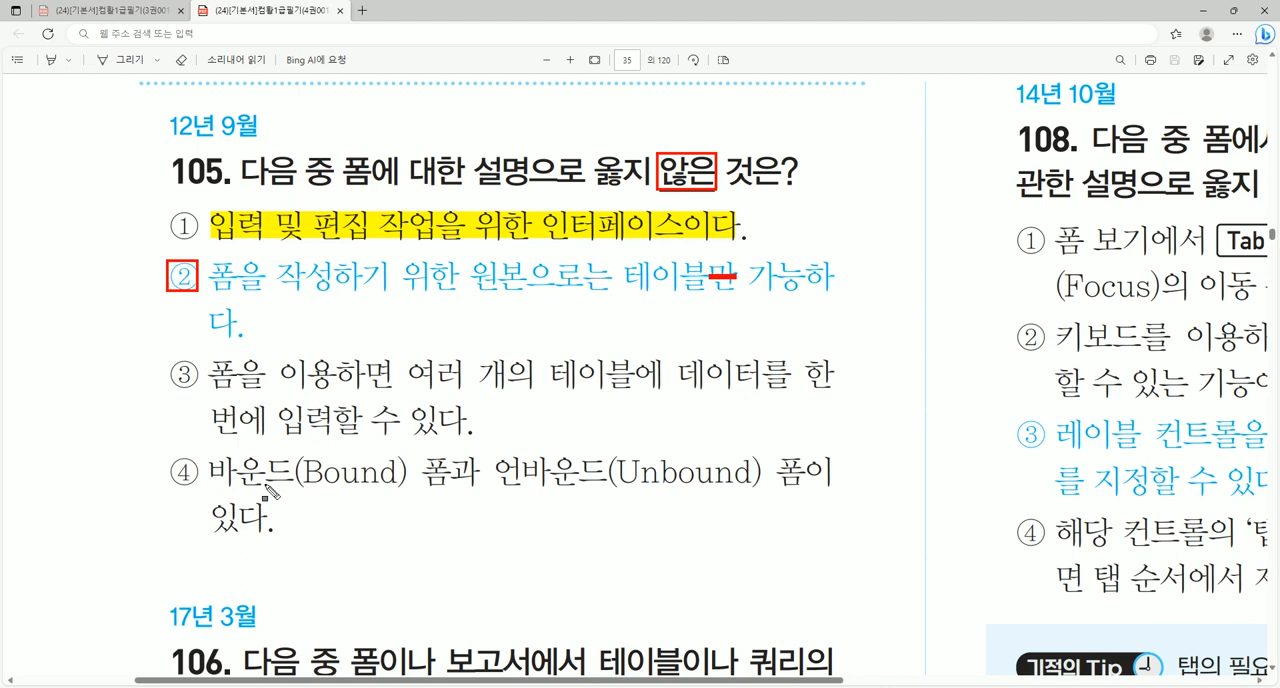 (24)[기본서]컴활1급필기(3권001
(24)[기본서]컴활1급필기(4권001
웹 주소 검색 또는 입력
그리기
소리내어 읽기
Bing AI에 요청
35
외 120
12년 9월
105. 다음 중 폼에 대한 설명으로 옳지 않은 것은?
① 입력 및 편집 작업을 위한 인터페이스이다.
② 폼을 작성하기 위한 원본으로는 테이블만 가능하
다.
③ 폼을 이용하면 여러 개의 테이블에 데이터를 한
번에 입력할 수 있다.
④ 바운드(Bound) 폼과 언바운드(Unbound) 폼이
있다.
17년 3월
106. 다음 중 폼이나 보고서에서 테이블이나 쿼리의
14년 10월
108. 다음 중 폼에서
관한 설명으로 옳지
① 폼 보기에서 Tab
(Focus)의 이동
② 키보드를 이용하
할 수 있는 기능이
③ 레이블 컨트롤을
를 지정할 수 있다
④ 해당 컨트롤의 ‘탭
면 탭 순서에서 제
기적의 Tip 탭의 필요